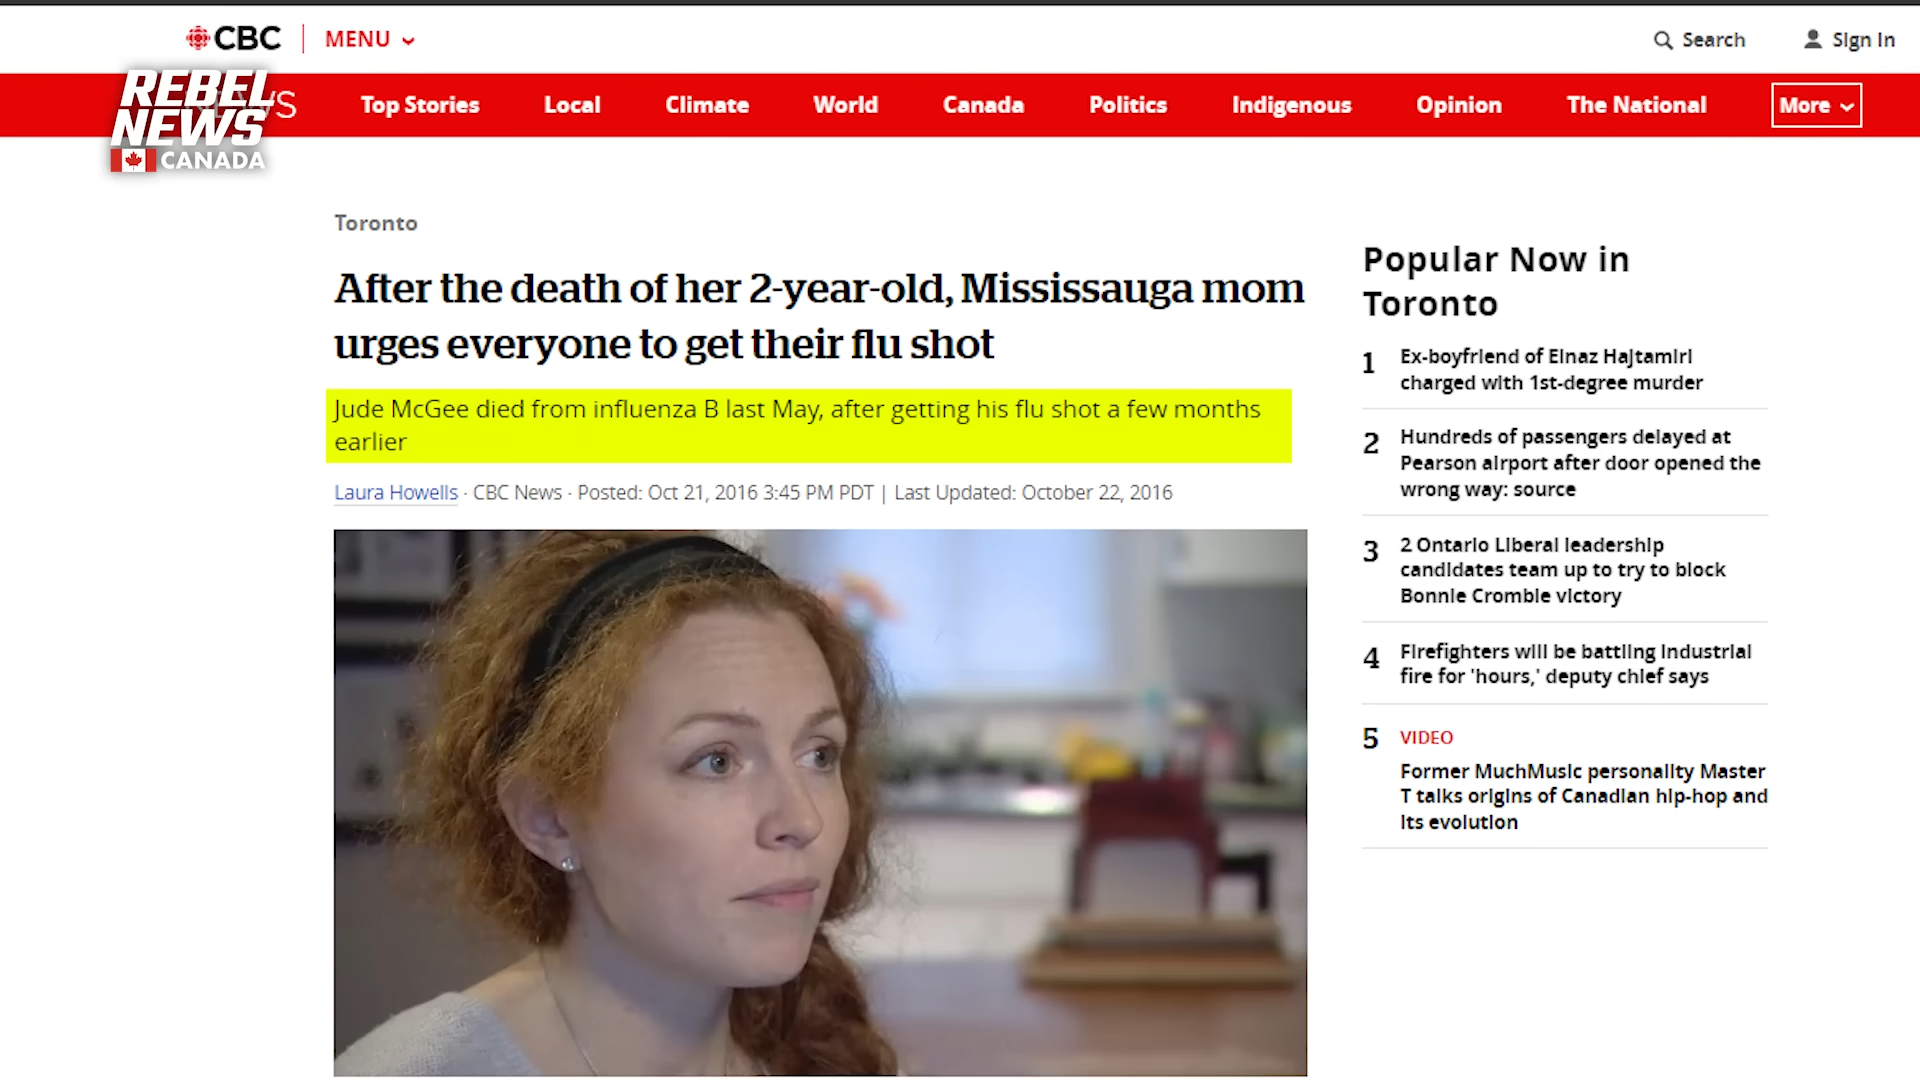 CBC
MENU
Search
Sign In
REBEL
NEWS
CANADA
Top Stories
Local
Climate
World
Canada
Politics
Indigenous
Opinion
The National
More
Toronto
After the death of her 2-year-old, Mississauga mom
urges everyone to get their flu shot
Jude McGee died from influenza B last May, after getting his flu shot a few months
earlier
Laura Howells · CBC News · Posted: Oct 21, 2016 3:45 PM PDT | Last Updated: October 22, 2016
Popular Now in
Toronto
1 Ex-boyfriend of Elnaz Hajtamiri
charged with 1st-degree murder
2 Hundreds of passengers delayed at
Pearson airport after door opened the
wrong way: source
3 2 Ontario Liberal leadership
candidates team up to try to block
Bonnie Crombie victory
4 Firefighters will be battling industrial
fire for 'hours,' deputy chief says
5 VIDEO
Former MuchMusic personality Master
T talks origins of Canadian hip-hop and
its evolution